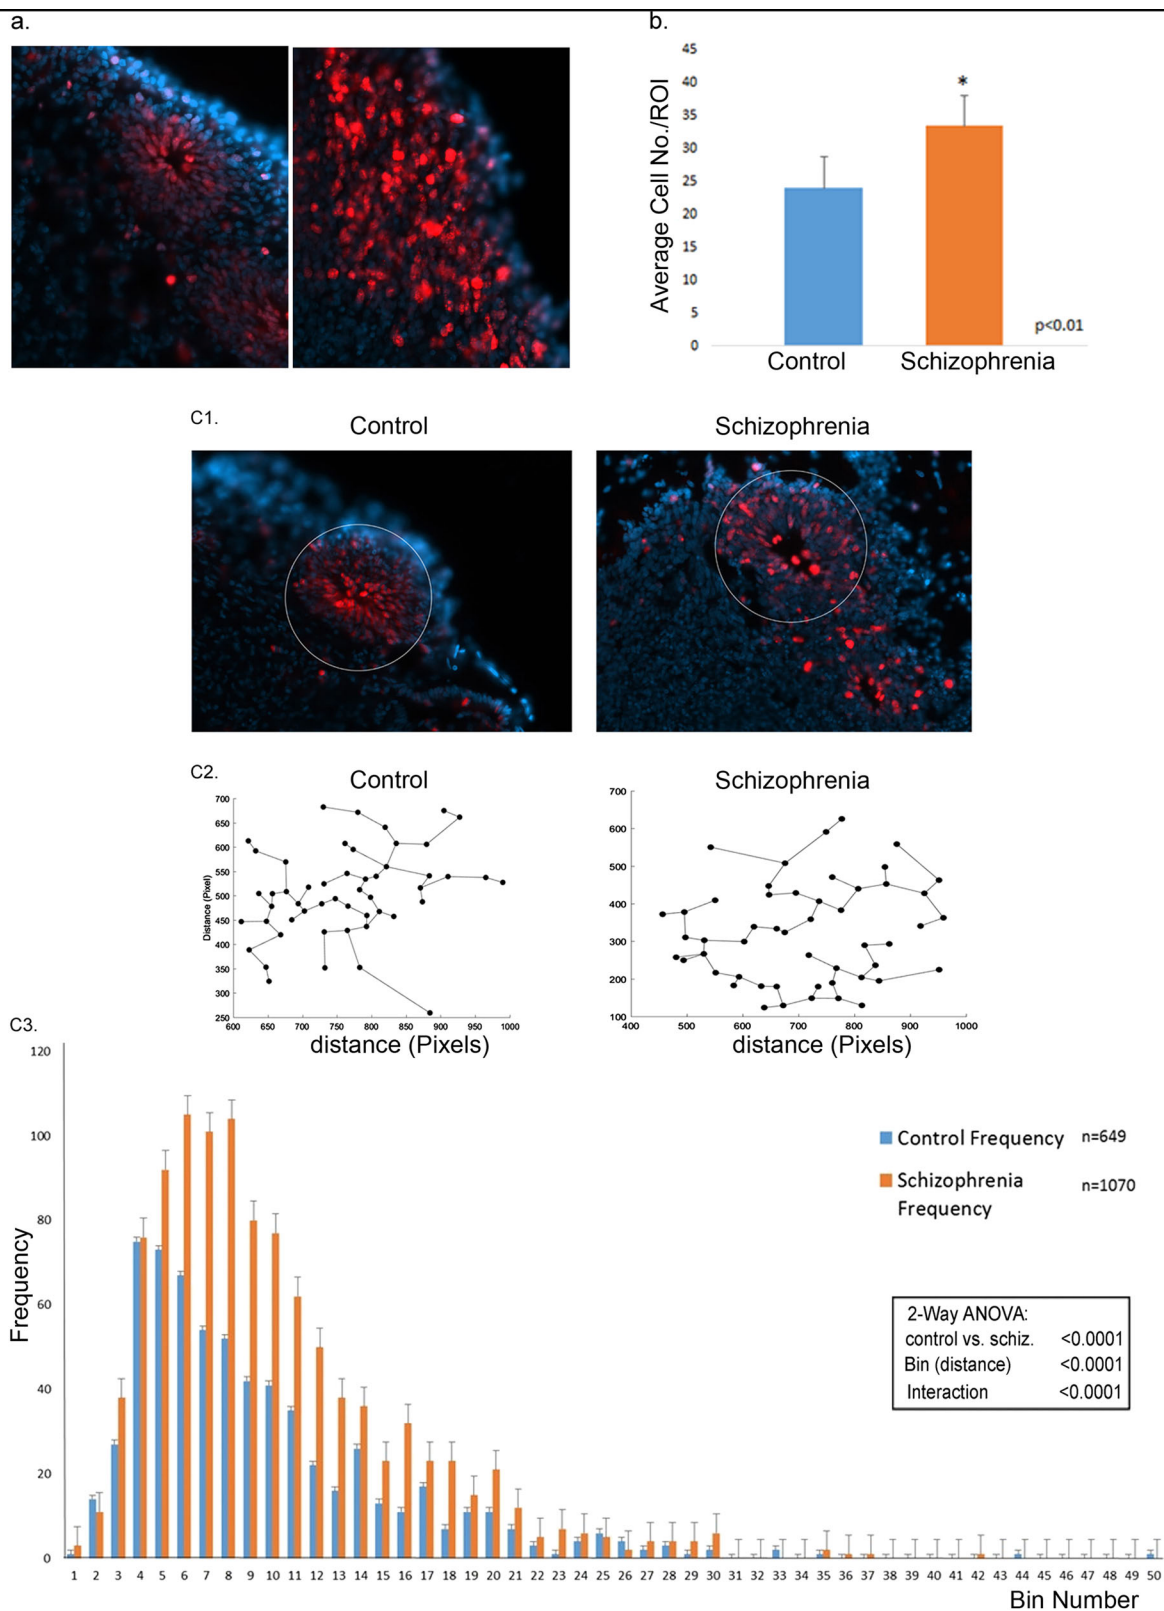 a.
b.
45
40
35
30
25
20
15
10
5
0
Average Cell No./ROI
*
p<0.01
Control Schizophrenia
C1.
Control Schizophrenia
C2.
Control Schizophrenia
700
650
600
550
500
450
400
350
300
250
Distance (Pixel)
600 650 700 750 800 850 900 950 1000
distance (Pixels)
700
600
500
400
300
200
100
400 500 600 700 800 900 1000
distance (Pixels)
C3.
120
100
80
60
40
20
0
Frequency
Control Frequency n=649
Schizophrenia n=1070
Frequency
2-Way ANOVA:
control vs. schiz. <0.0001
Bin (distance) <0.0001
Interaction <0.0001
1 2 3 4 5 6 7 8 9 10 11 12 13 14 15 16 17 18 19 20 21 22 23 24 25 26 27 28 29 30 31 32 33 34 35 36 37 38 39 40 41 42 43 44 45 46 47 48 49 50
Bin Number